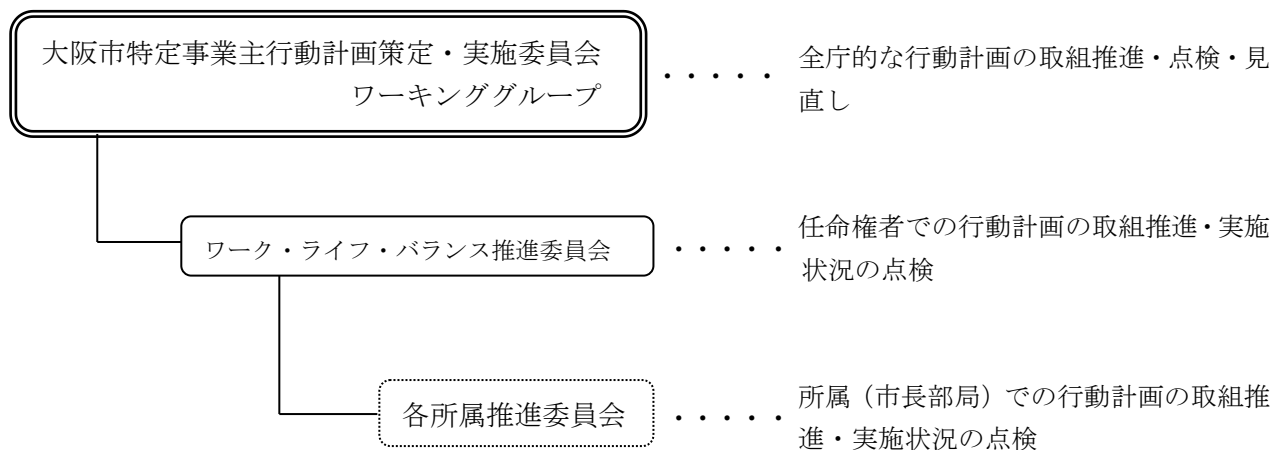 大阪市特定事業主行動計画策定・実施委員会
ワーキンググループ
・・・・・
全庁的な行動計画の取組推進・点検・見
直し
ワーク・ライフ・バランス推進委員会
・・・・・
任命権者での行動計画の取組推進・実施
状況の点検
各所属推進委員会
・・・・・
所属（市長部局）での行動計画の取組推
進・実施状況の点検